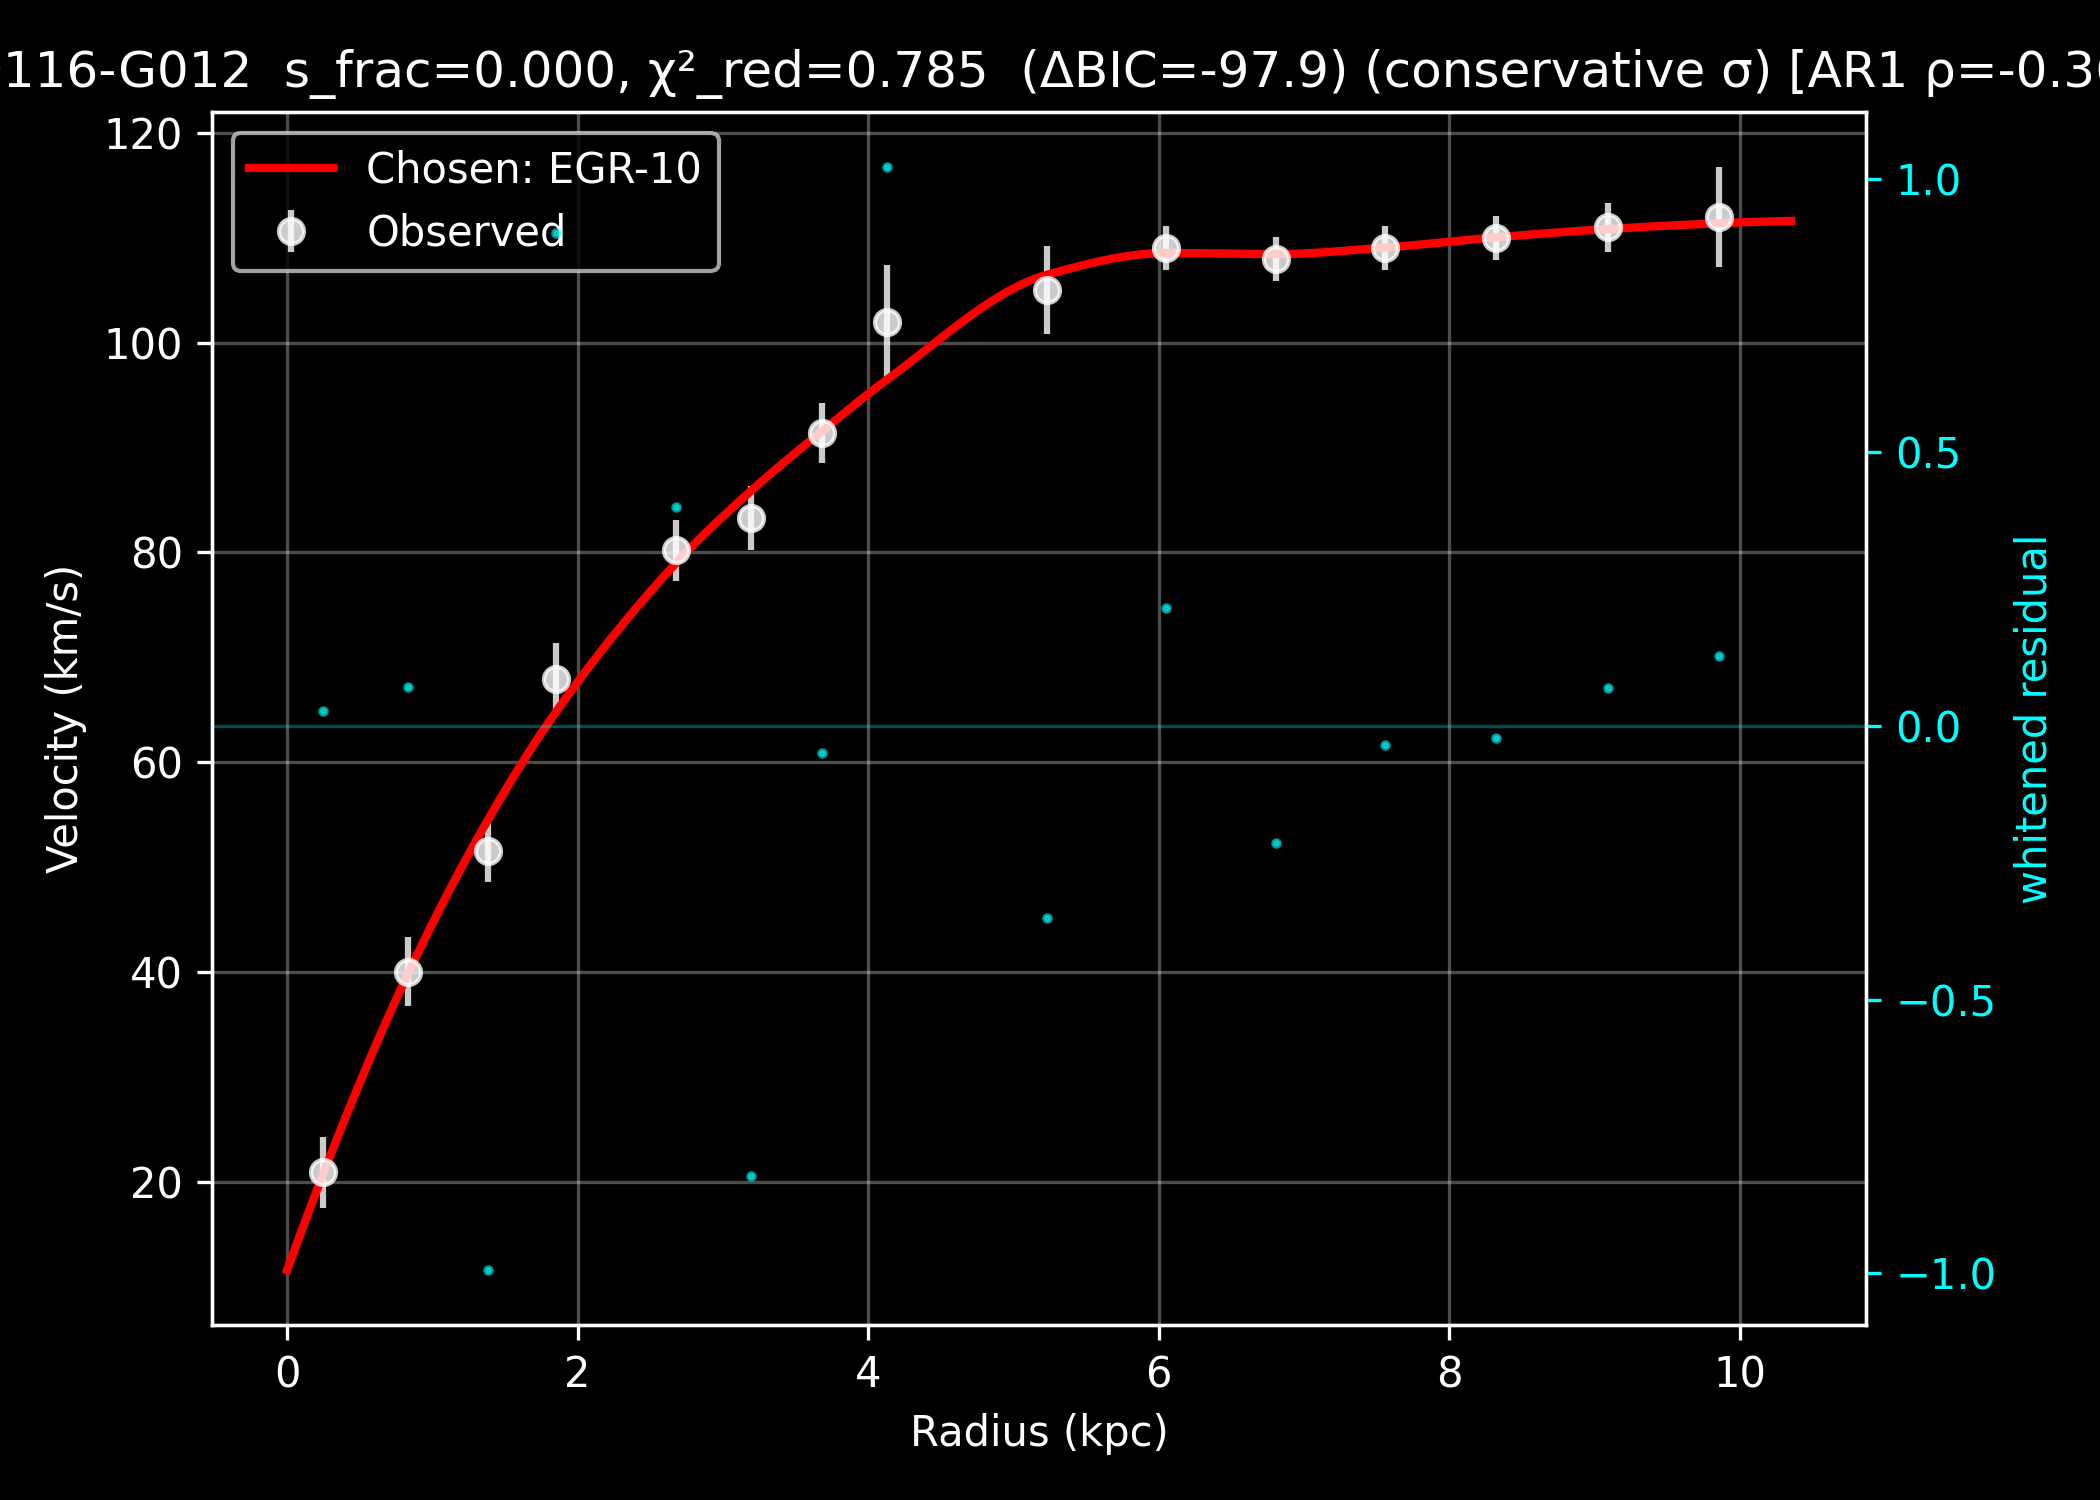 116-G012 s_frac=0.000, χ²_red=0.785 (ΔBIC=-97.9) (conservative σ) [AR1 ρ=-0.3
Chosen: EGR-10
Observed
120
100
80
60
40
20
Velocity (km/s)
0
2
4
6
8
10
Radius (kpc)
1.0
0.5
0.0
−0.5
−1.0
whitened residual